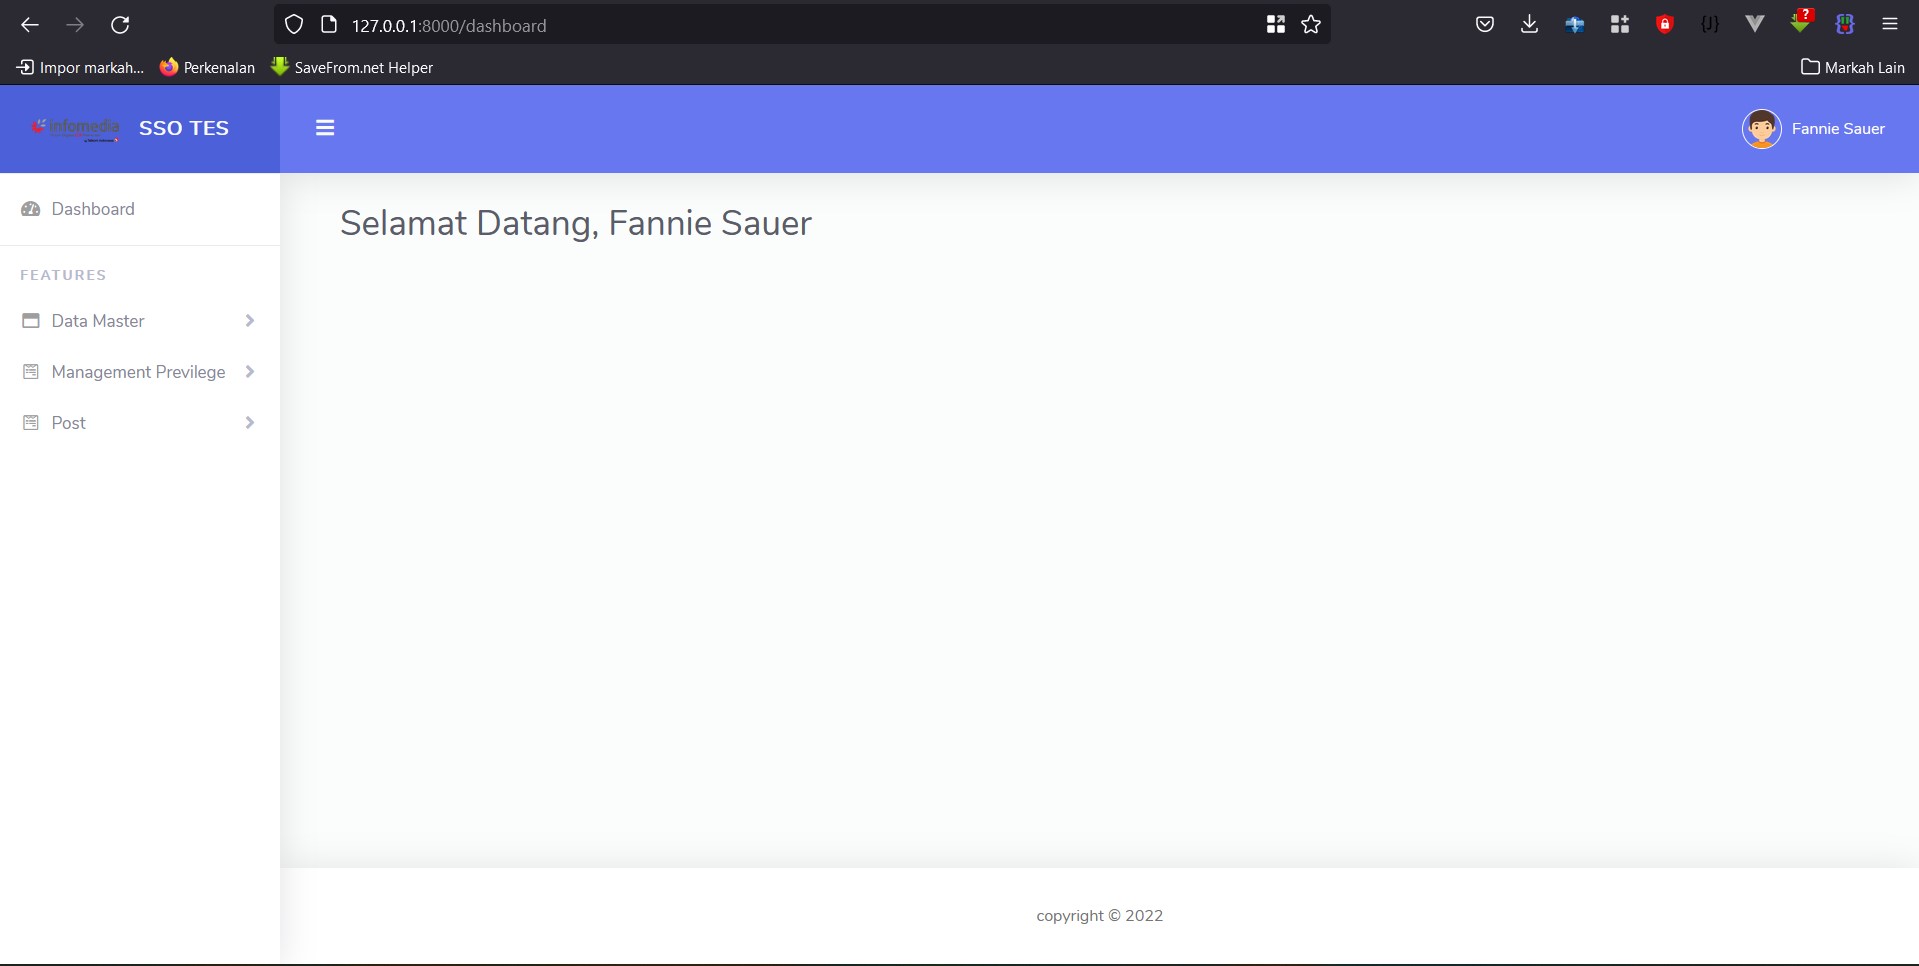 127.0.0.1:8000/dashboard
Impor markah...
Perkenalan
SaveFrom.net Helper
Markah Lain
infomedia
SSO TES
Fannie Sauer
Dashboard
Selamat Datang, Fannie Sauer
FEATURES
Data Master
Management Previlege
Post
copyright © 2022